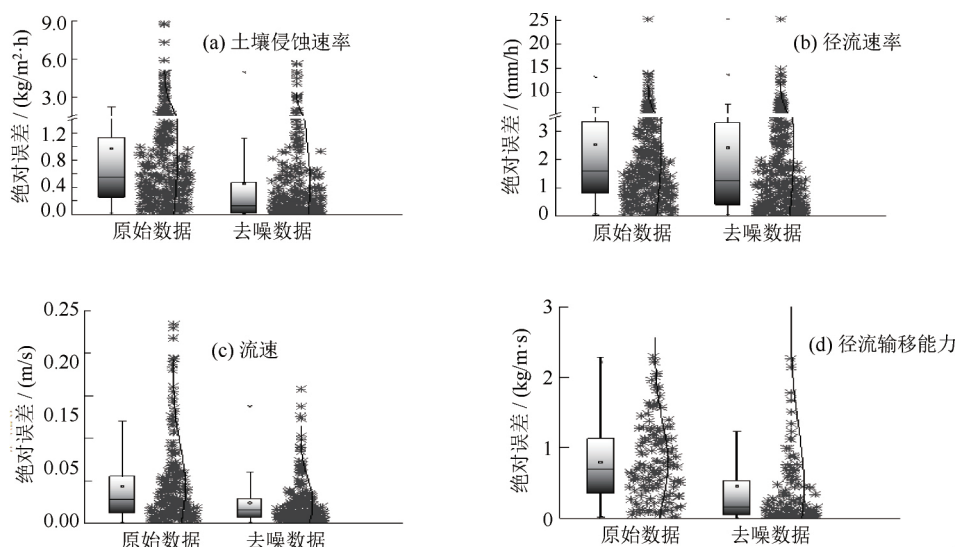 (a) 土壤侵蚀速率
绝对误差 / (kg/m²·h)
9.0
6.0
3.0
1.2
0.8
0.4
0.0
原始数据 去噪数据
(b) 径流速率
绝对误差 / (mm/h)
25
20
15
10
3
2
1
0
原始数据 去噪数据
(c) 流速
绝对误差 / (m/s)
0.25
0.20
0.15
0.05
0.00
原始数据 去噪数据
(d) 径流输移能力
绝对误差 / (kg/m·s)
3
2
1
0
原始数据 去噪数据